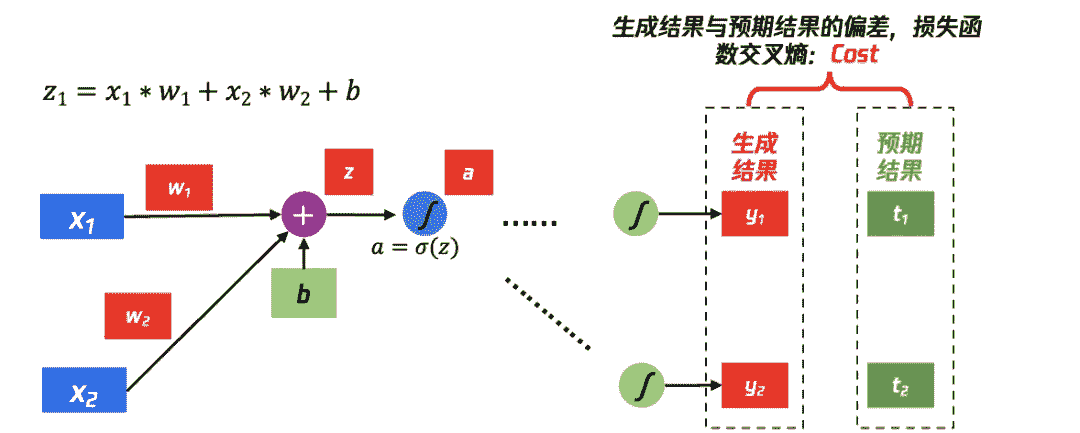 生成结果与预期结果的偏差，损失函
数交叉熵：Cost
z₁ = x₁ * w₁ + x₂ * w₂ + b
生成
结果
预期
结果
w₁
z
a
x₁
+
∫
……
∫
y₁
t₁
a = σ(z)
b
w₂
x₂
∫
y₂
t₂